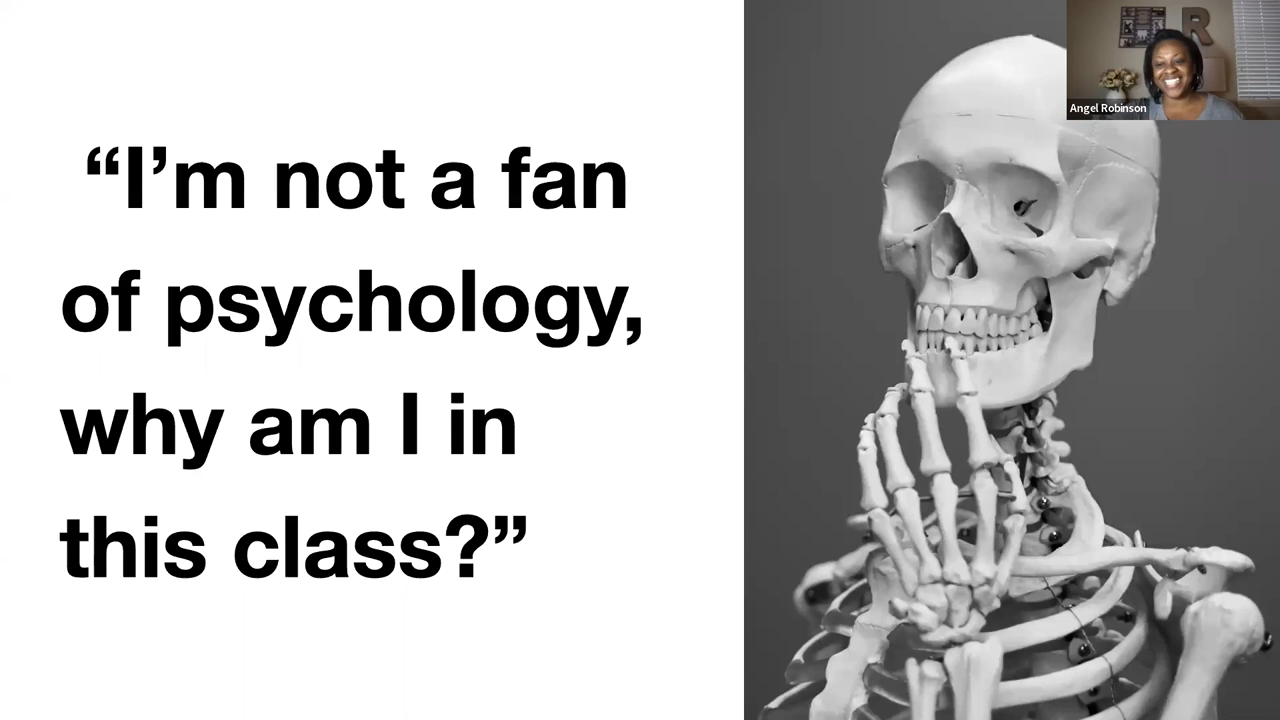 “I’m not a fan
of psychology,
why am I in
this class?”
Angel Robinson
R